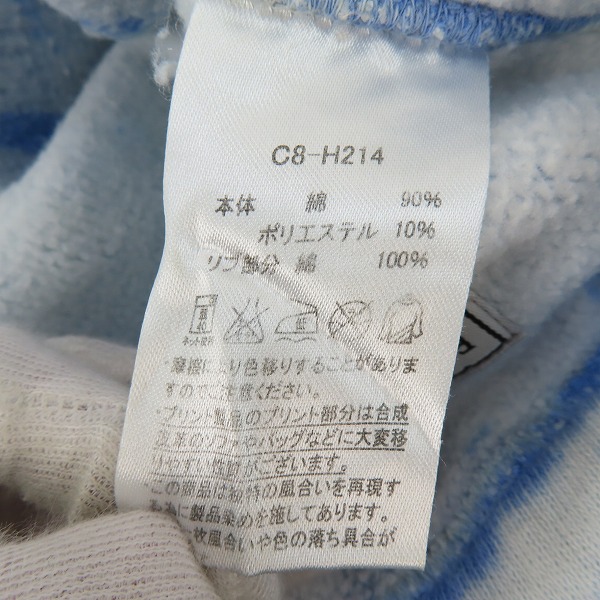 C8-H214
本体 綿 90%
ポリエステル 10%
リブ部分 綿 100%
弱 40 ネット使用
・摩擦により色移りすることがありま
すのでご注意ください。
・プリント製品のプリント部分は合成
皮革のソファやバッグなどに大変移
りやすい性質がございます。
・この商品は独特の風合いを再現す
る為に製品染めを施してあります。
一枚風合いや色の落ち具合が